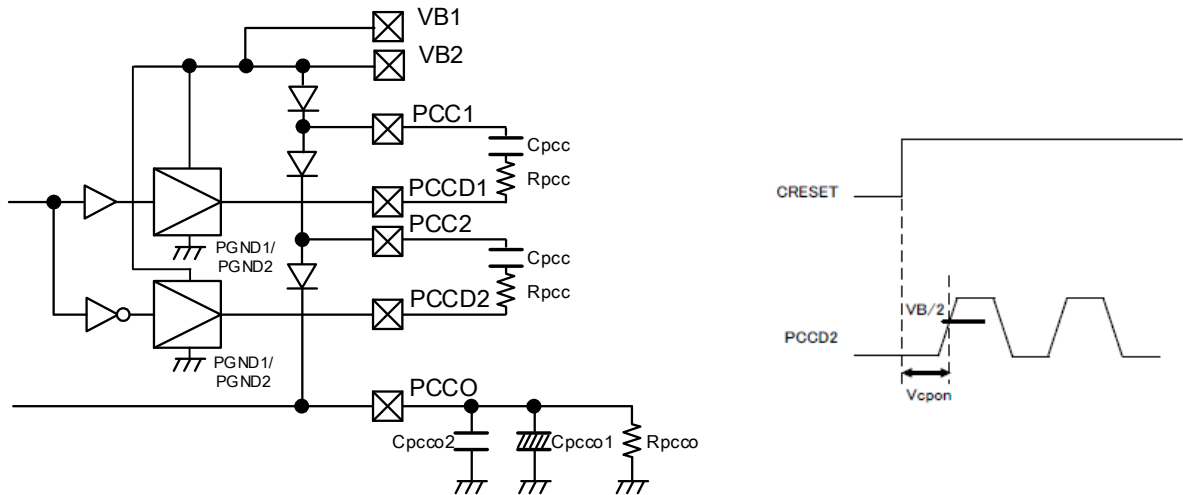 VB1
VB2
PCC1
Cpcc
Rpcc
PCCD1
PGND1/
PGND2
PCC2
Cpcc
Rpcc
PCCD2
PGND1/
PGND2
PCCO
Cpcco2
Cpcco1
Rpcco
CRESET
VB/2
PCCD2
Vcpon